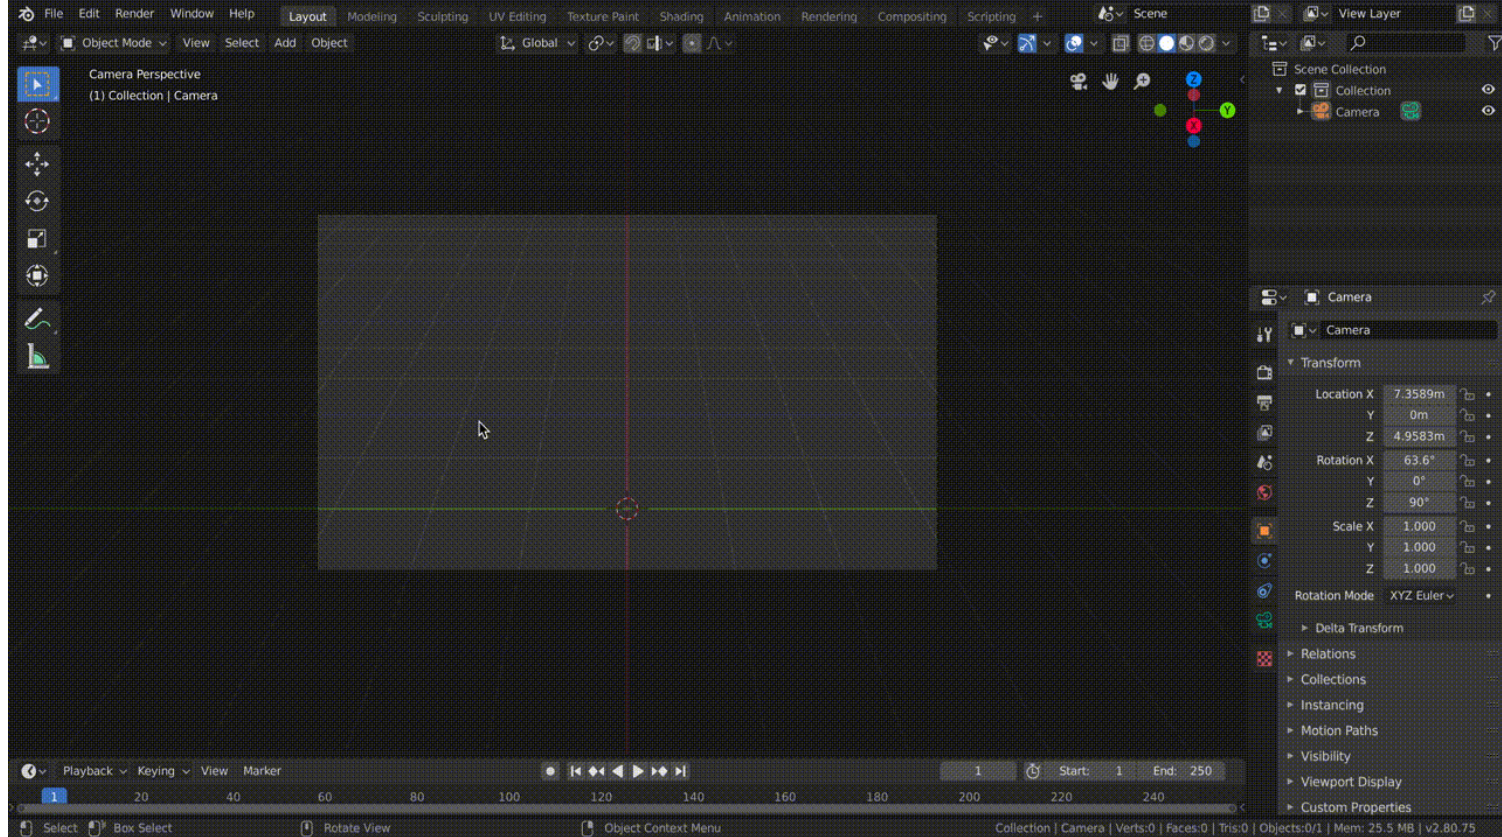 File Edit Render Window Help Layout Modeling Sculpting UV Editing Texture Paint Shading Animation Rendering Compositing Scripting + Scene View Layer
Object Mode View Select Add Object Global
Camera Perspective
(1) Collection | Camera
Z
Y
X
Scene Collection
Collection
Camera
Camera
Camera
Transform
Location X 7.3589m
Y 0m
Z 4.9583m
Rotation X 63.6°
Y 0°
Z 90°
Scale X 1.000
Y 1.000
Z 1.000
Rotation Mode XYZ Euler
Delta Transform
Relations
Collections
Instancing
Motion Paths
Visibility
Viewport Display
Custom Properties
Playback Keying View Marker 1 Start: 1 End: 250
1 20 40 60 80 100 120 140 160 180 200 220 240
Select Box Select Rotate View Object Context Menu Collection | Camera | Verts:0 | Faces:0 | Tris:0 | Objects:0/1 | Mem: 25.5 MB | v2.80.75